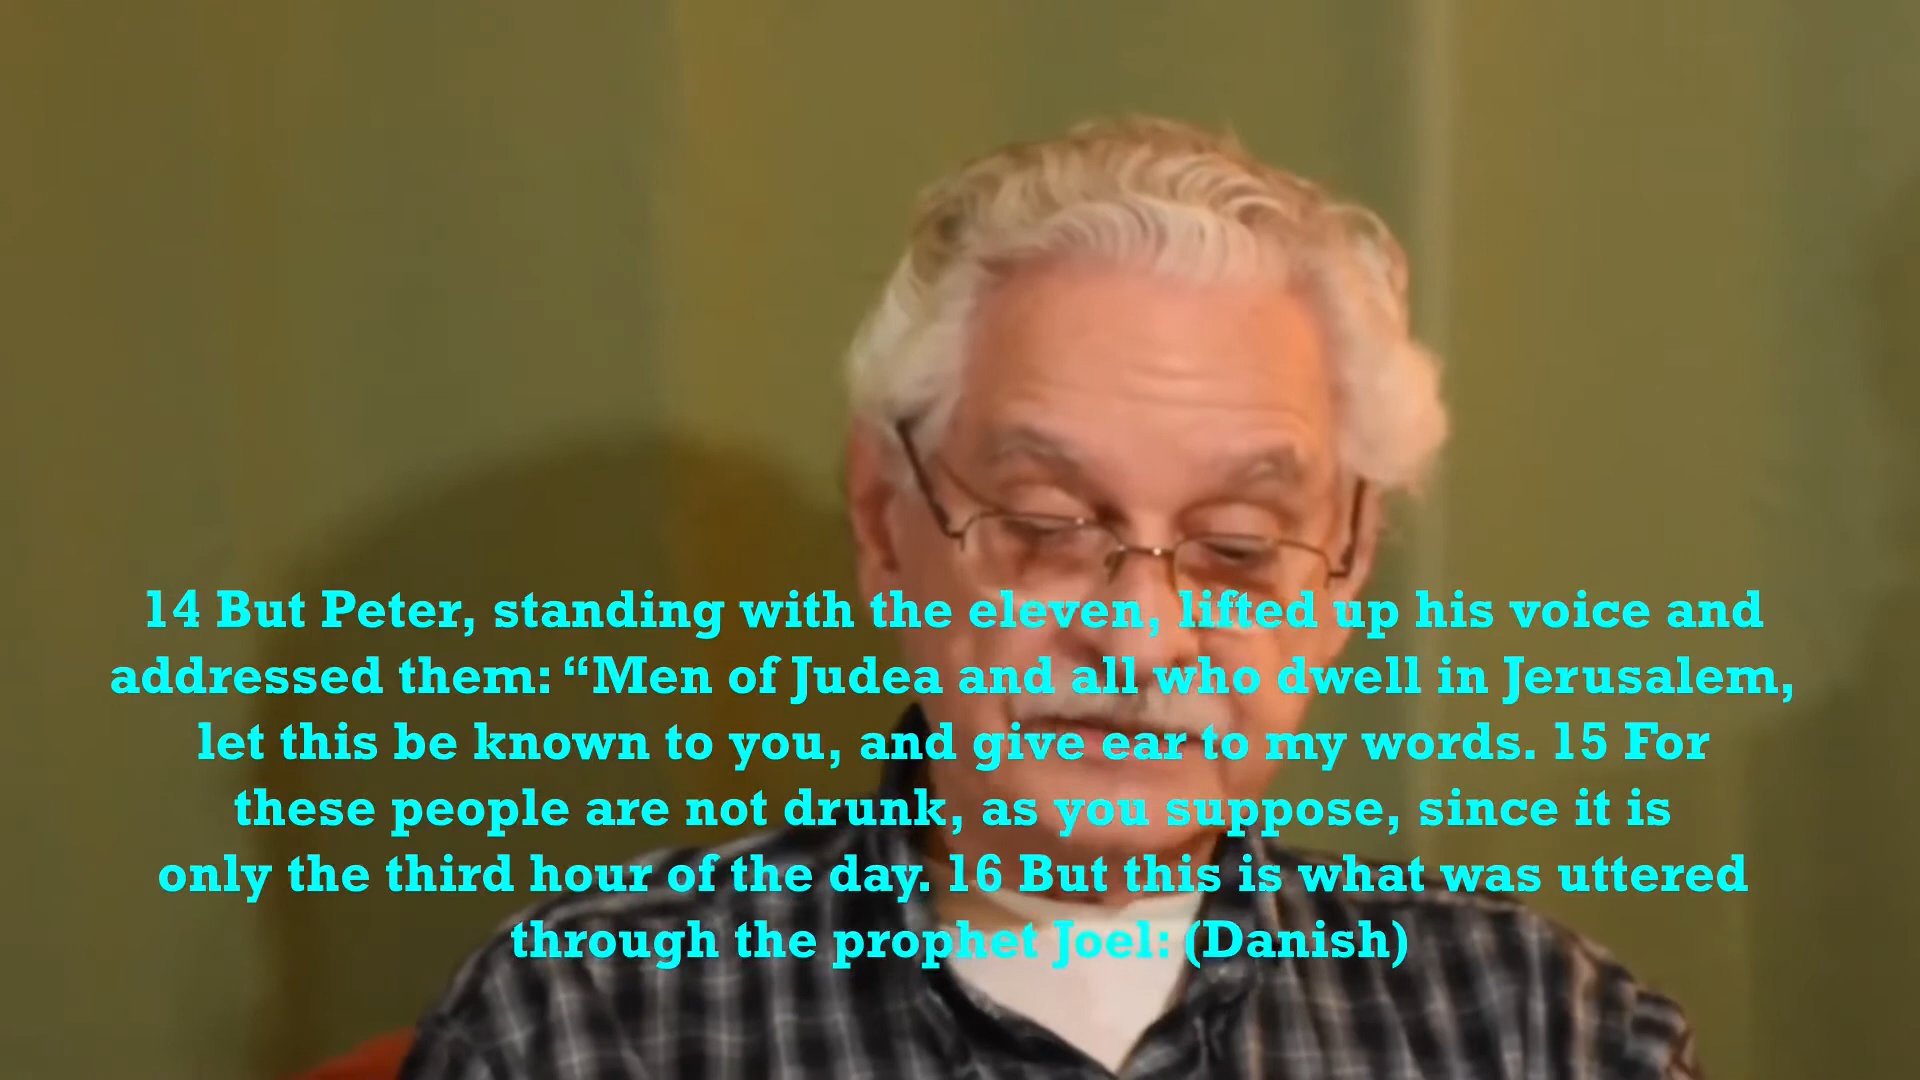 14 But Peter, standing with the eleven, lifted up his voice and
addressed them: “Men of Judea and all who dwell in Jerusalem,
let this be known to you, and give ear to my words. 15 For
these people are not drunk, as you suppose, since it is
only the third hour of the day. 16 But this is what was uttered
through the prophet Joel: (Danish)